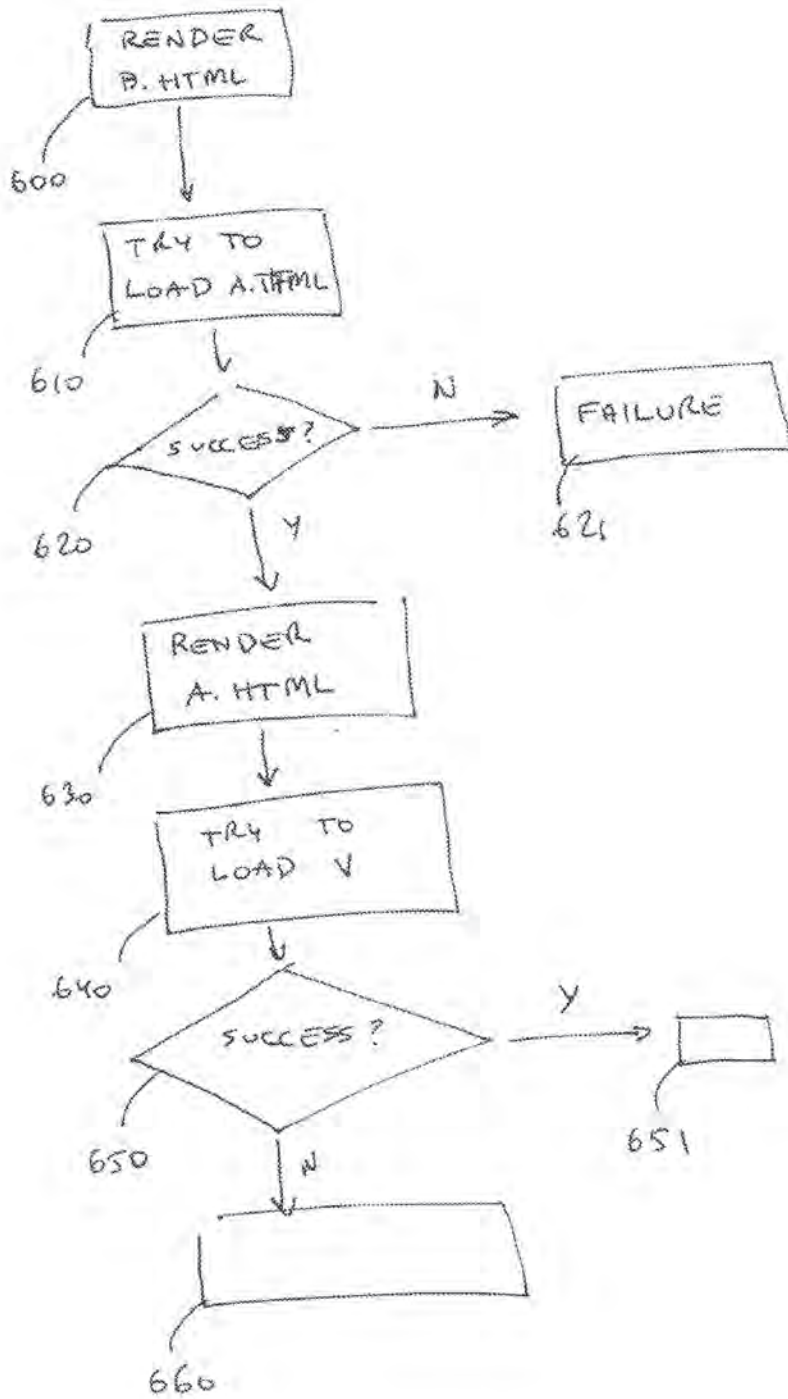 RENDER
B. HTML
600
TRY TO
LOAD A.HTML
610
SUCCESS?
N
FAILURE
620
621
Y
RENDER
A. HTML
630
TRY TO
LOAD V
640
SUCCESS?
Y
650
651
N
660